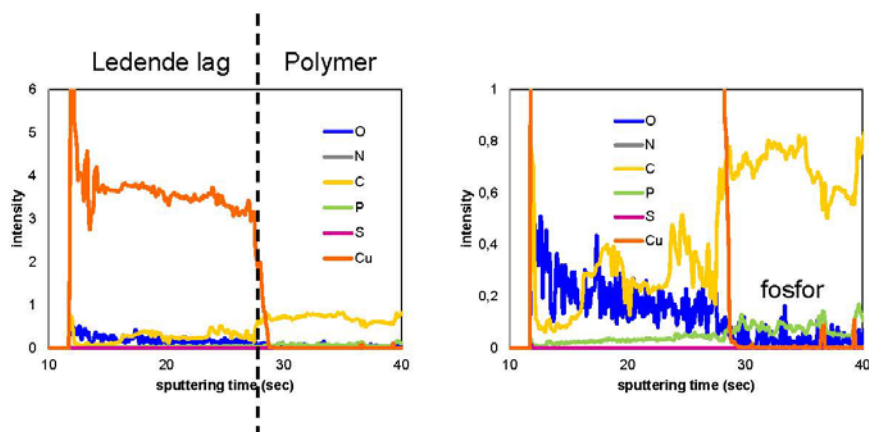 Ledende lag Polymer
6
5
4
3
2
1
0
intensity
10 20 30 40
sputtering time (sec)
O
N
C
P
S
Cu
1
0,8
0,6
0,4
0,2
0
intensity
10 20 30 40
sputtering time (sec)
O
N
C
P
S
Cu
fosfor